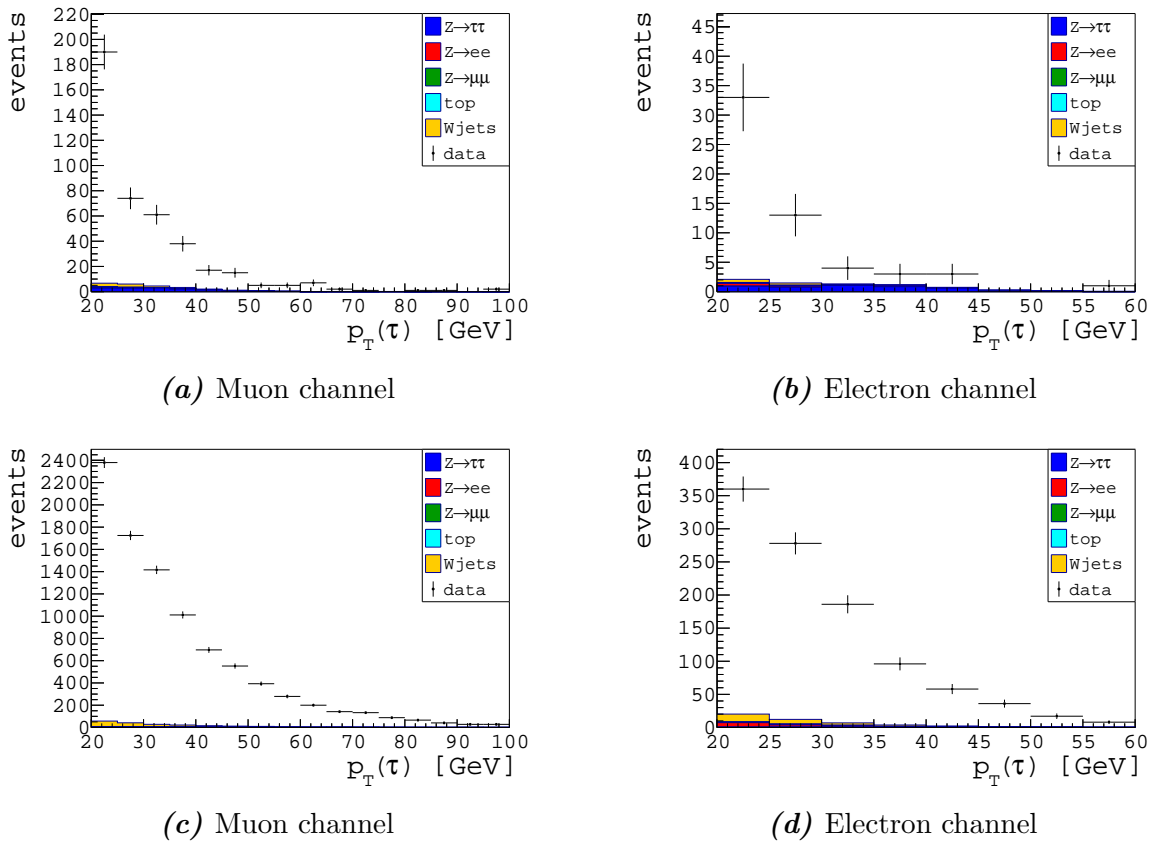 events
220
200
180
160
140
120
100
80
60
40
20
0
20 30 40 50 60 70 80 90 100
p_T(τ) [GeV]
Z→ττ
Z→ee
Z→μμ
top
Wjets
data
(a) Muon channel
events
45
40
35
30
25
20
15
10
5
0
20 25 30 35 40 45 50 55 60
p_T(τ) [GeV]
Z→ττ
Z→ee
Z→μμ
top
Wjets
data
(b) Electron channel
events
2400
2200
2000
1800
1600
1400
1200
1000
800
600
400
200
0
20 30 40 50 60 70 80 90 100
p_T(τ) [GeV]
Z→ττ
Z→ee
Z→μμ
top
Wjets
data
(c) Muon channel
events
400
350
300
250
200
150
100
50
0
20 25 30 35 40 45 50 55 60
p_T(τ) [GeV]
Z→ττ
Z→ee
Z→μμ
top
Wjets
data
(d) Electron channel